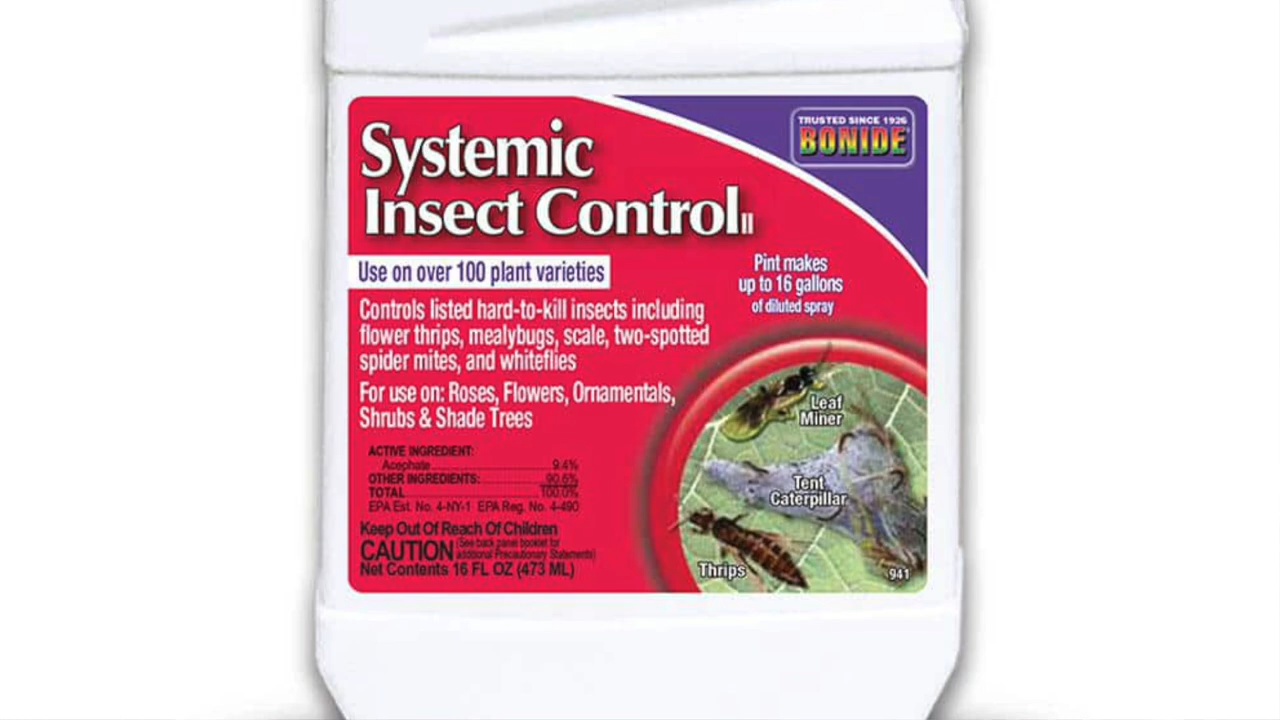 TRUSTED SINCE 1926
BONIDE
Systemic
Insect Control II
Use on over 100 plant varieties
Pint makes
up to 16 gallons
of diluted spray
Controls listed hard-to-kill insects including
flower thrips, mealybugs, scale, two-spotted
spider mites, and whiteflies
For use on: Roses, Flowers, Ornamentals,
Shrubs & Shade Trees
ACTIVE INGREDIENT:
Acephate 9.4%
OTHER INGREDIENTS: 90.6%
TOTAL 100.0%
EPA Est. No. 4-NY-1 EPA Reg. No. 4-490
Keep Out Of Reach Of Children
CAUTION (See back panel booklet for
additional Precautionary Statements)
Net Contents 16 FL OZ (473 ML)
Leaf
Miner
Tent
Caterpillar
Thrips
941